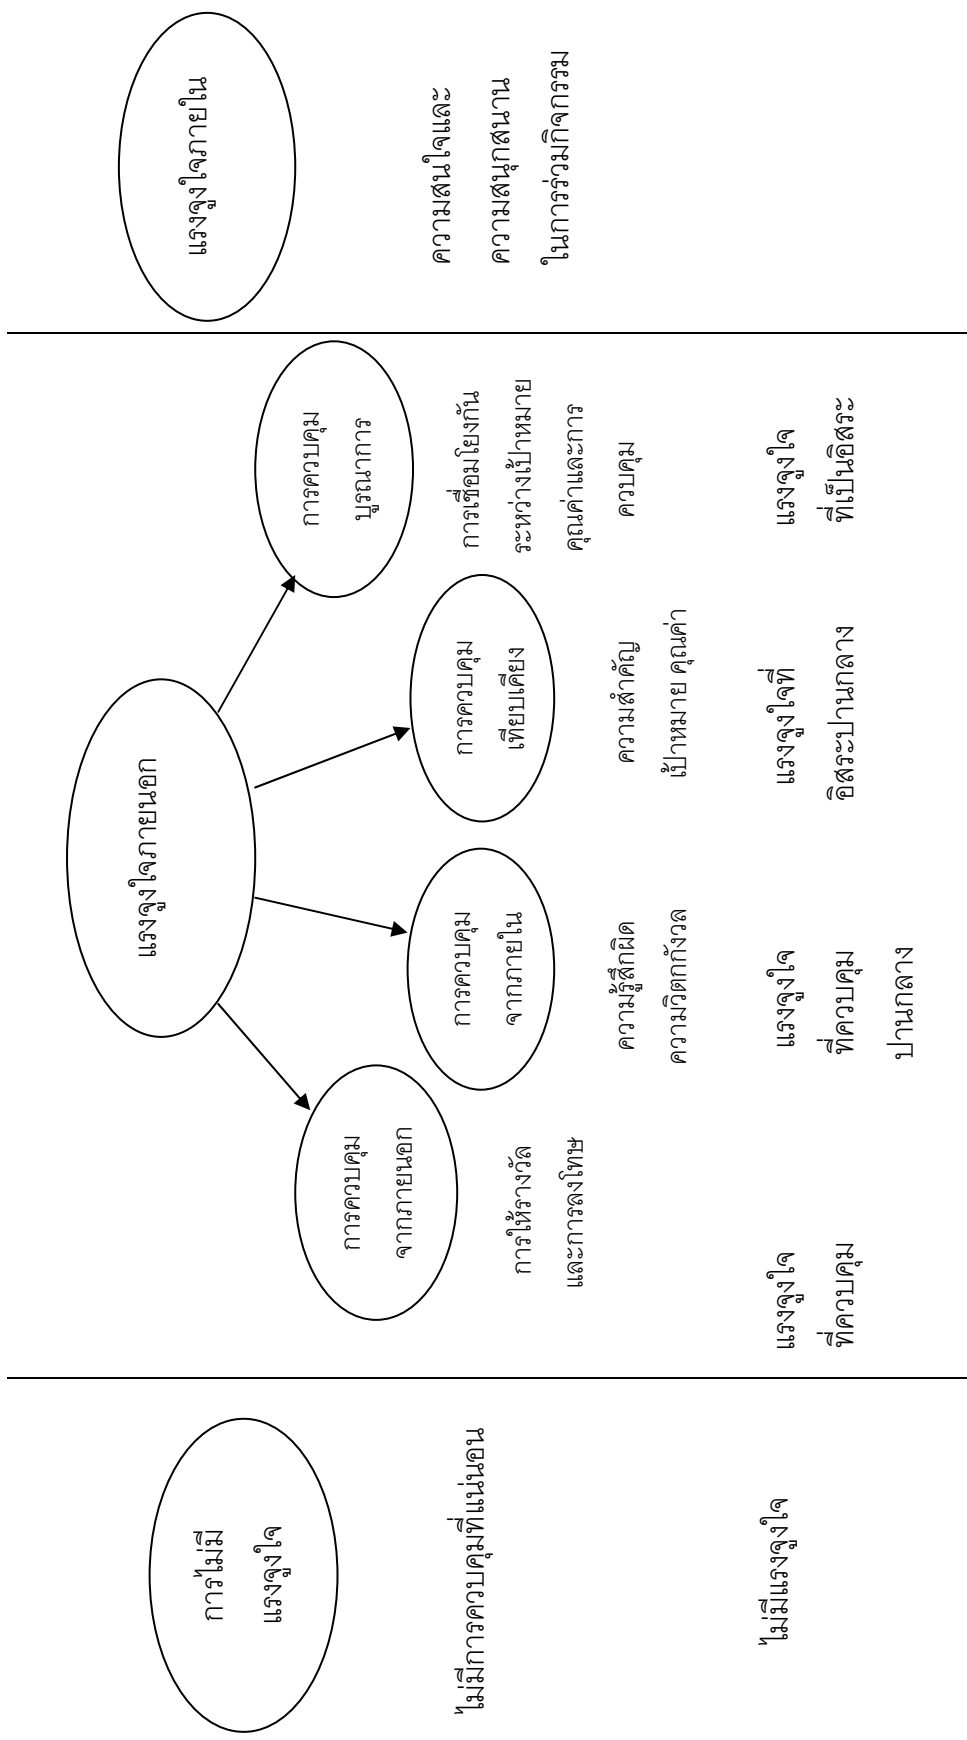 การไม่มี
แรงจูงใจ
ไม่มีการควบคุมที่แน่นอน
ไม่มีแรงจูงใจ
แรงจูงใจภายนอก
การควบคุม
จากภายนอก
การให้รางวัล
และการลงโทษ
แรงจูงใจ
ที่ควบคุม
การควบคุม
จากภายใน
ความรู้สึกผิด
ความวิตกกังวล
แรงจูงใจ
ที่ควบคุม
ปานกลาง
การควบคุม
เทียบเคียง
ความสำคัญ
เป้าหมาย คุณค่า
แรงจูงใจที่
อิสระปานกลาง
การควบคุม
บูรณาการ
การเชื่อมโยงกัน
ระหว่างเป้าหมาย
คุณค่าและการ
ควบคุม
แรงจูงใจ
ที่เป็นอิสระ
แรงจูงใจภายใน
ความสนใจและ
ความสนุกสนาน
ในการร่วมกิจกรรม